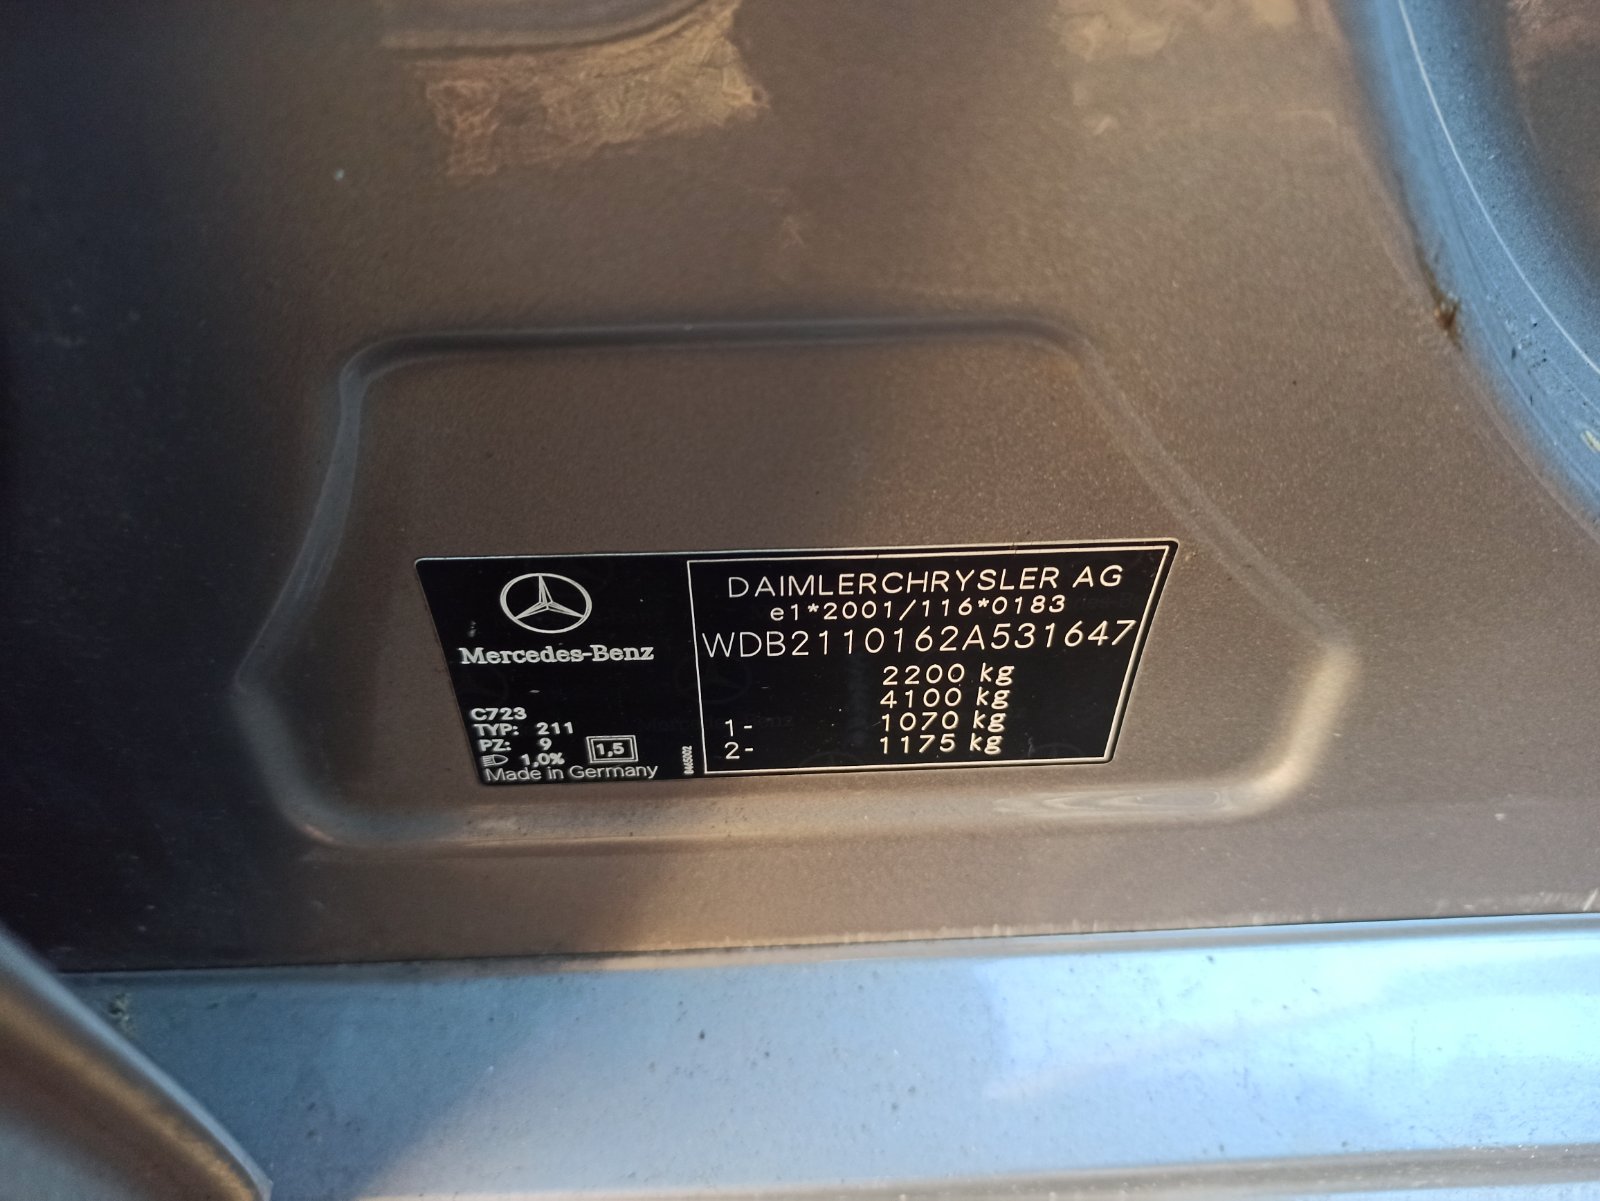 Mercedes-Benz
C723
TYP: 211
PZ: 9
1,0%
1,5
Made in Germany
8465002
DAIMLERCHRYSLER AG
e1*2001/116*0183
WDB2110162A531647
2200 kg
4100 kg
1- 1070 kg
2- 1175 kg